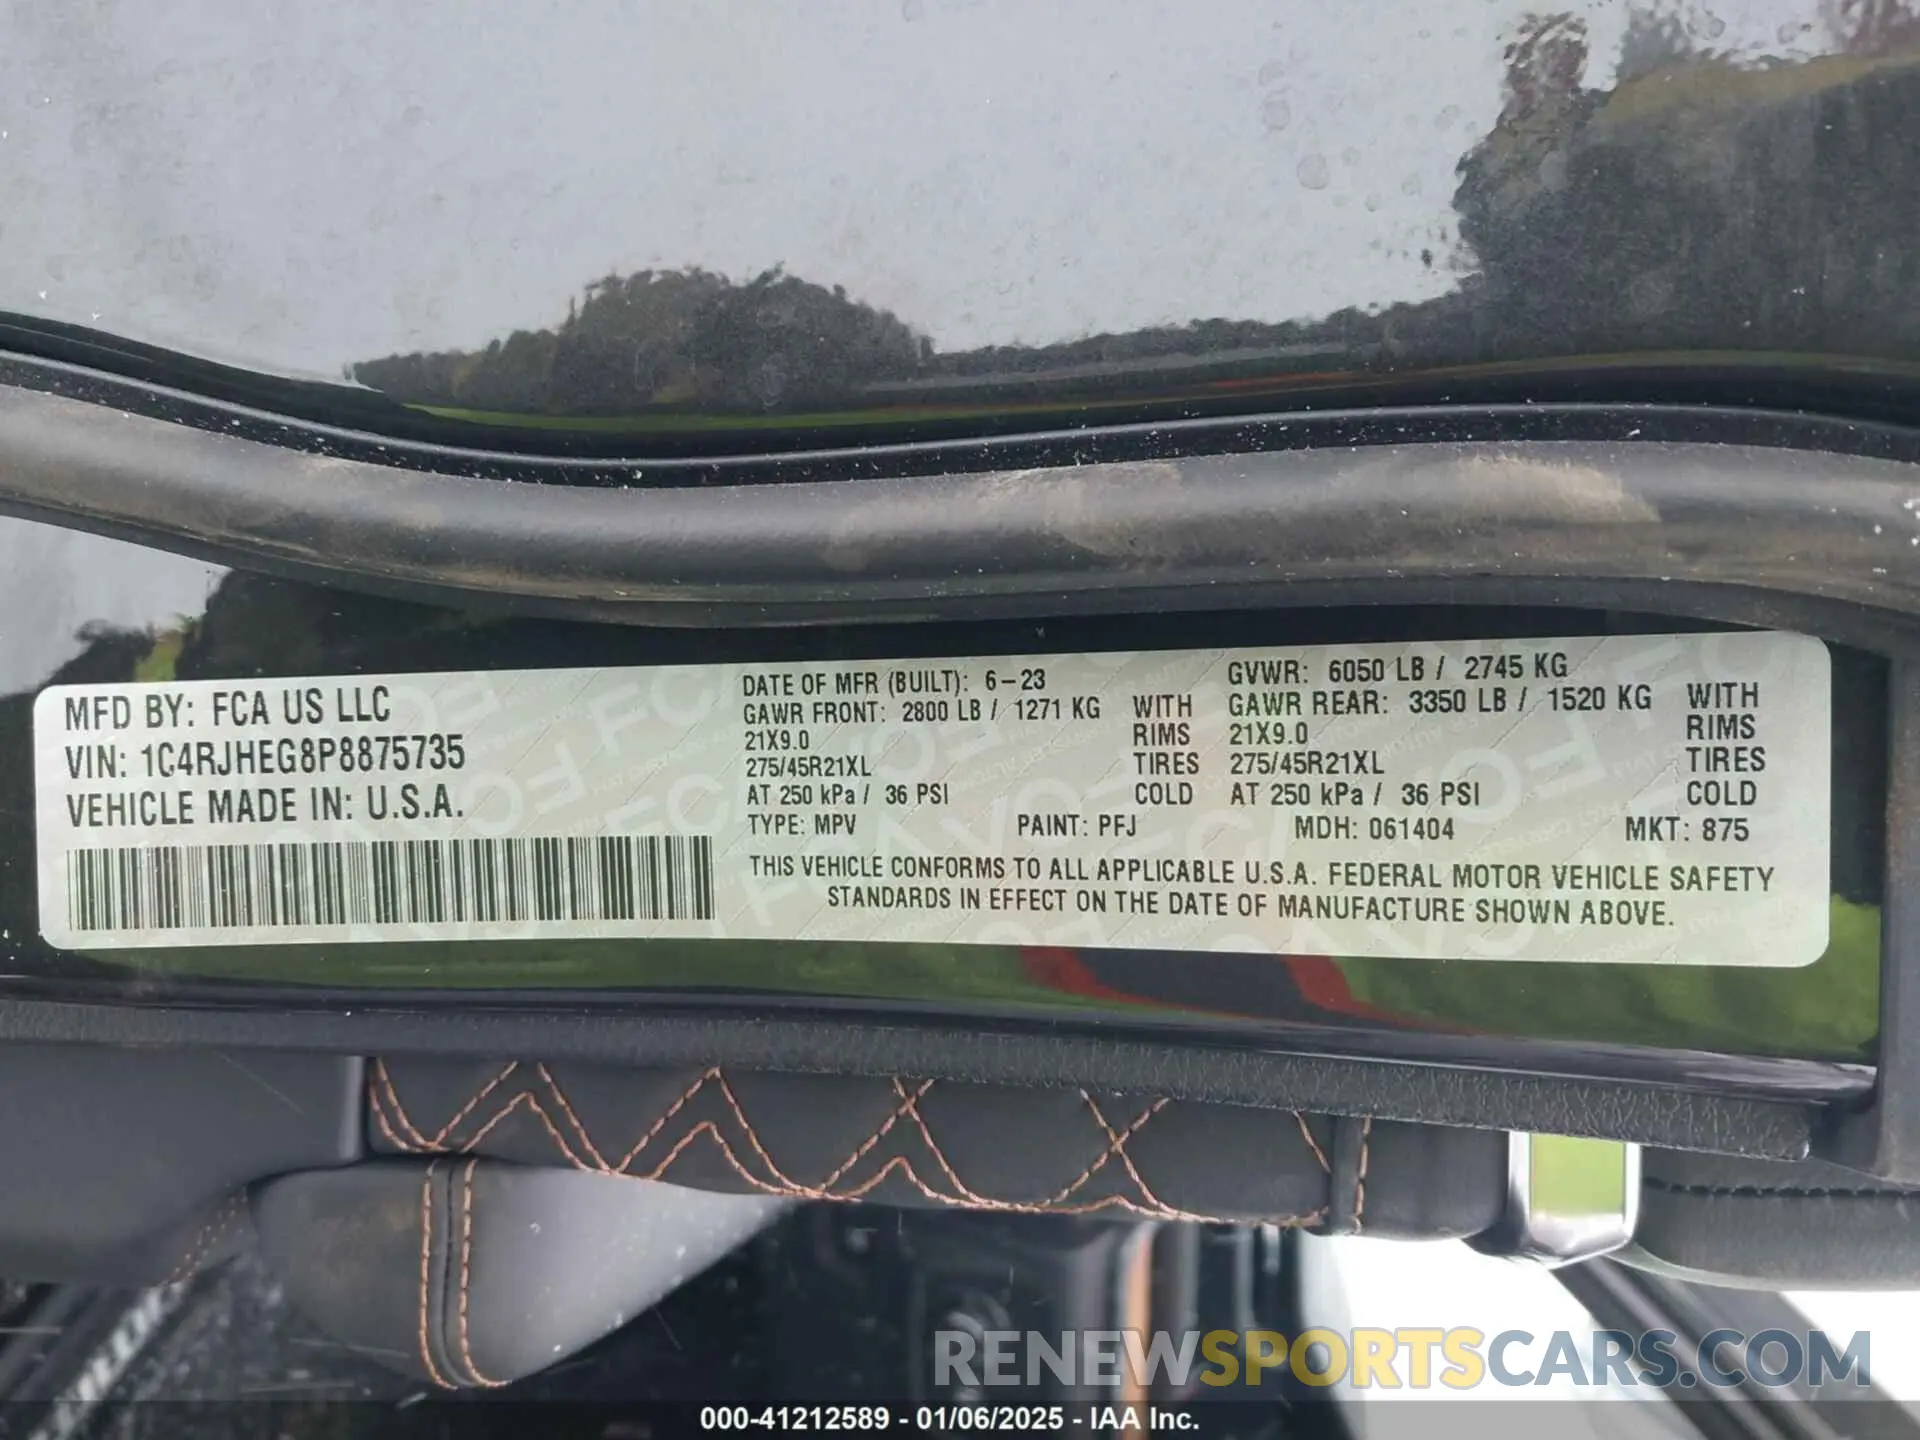 MFD BY: FCA US LLC
VIN: 1C4RJHEG8P8875735
VEHICLE MADE IN: U.S.A.
DATE OF MFR (BUILT): 6-23
GAWR FRONT: 2800 LB / 1271 KG WITH
21X9.0 RIMS
275/45R21XL TIRES
AT 250 kPa / 36 PSI COLD
GVWR: 6050 LB / 2745 KG
GAWR REAR: 3350 LB / 1520 KG WITH
21X9.0 RIMS
275/45R21XL TIRES
AT 250 kPa / 36 PSI COLD
TYPE: MPV PAINT: PFJ MDH: 061404 MKT: 875
THIS VEHICLE CONFORMS TO ALL APPLICABLE U.S.A. FEDERAL MOTOR VEHICLE SAFETY
STANDARDS IN EFFECT ON THE DATE OF MANUFACTURE SHOWN ABOVE.
RENEWSPORTSCARS.COM
000-41212589 - 01/06/2025 - IAA Inc.